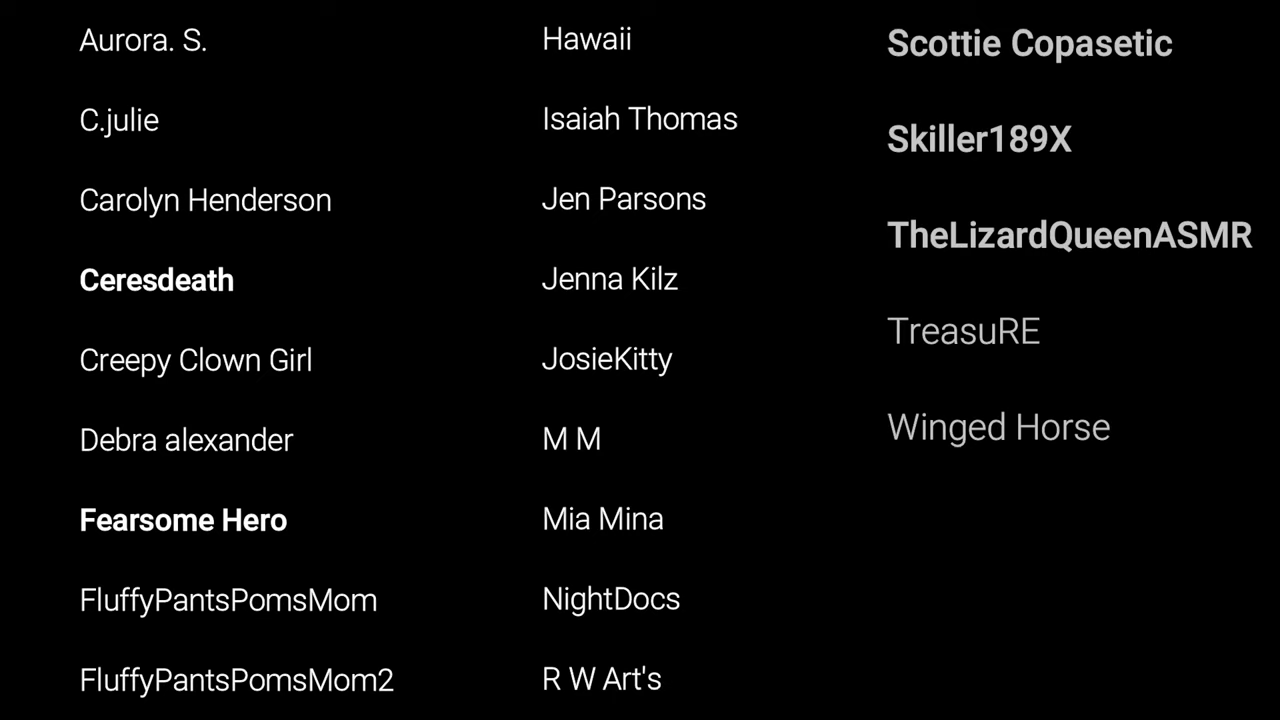 Aurora. S.
C.julie
Carolyn Henderson
Ceresdeath
Creepy Clown Girl
Debra alexander
Fearsome Hero
FluffyPantsPomsMom
FluffyPantsPomsMom2
Hawaii
Isaiah Thomas
Jen Parsons
Jenna Kilz
JosieKitty
M M
Mia Mina
NightDocs
R W Art's
Scottie Copasetic
Skiller189X
TheLizardQueenASMR
TreasuRE
Winged Horse